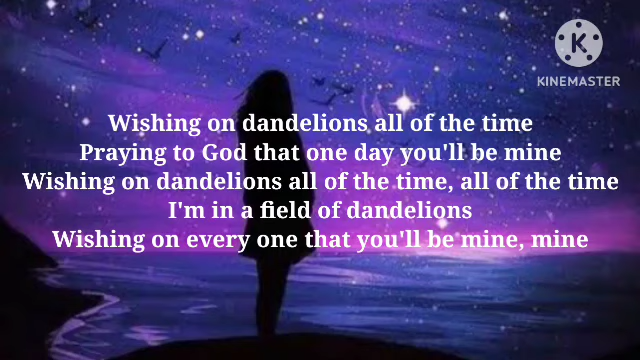 KINEMASTER
Wishing on dandelions all of the time
Praying to God that one day you'll be mine
Wishing on dandelions all of the time, all of the time
I'm in a field of dandelions
Wishing on every one that you'll be mine, mine